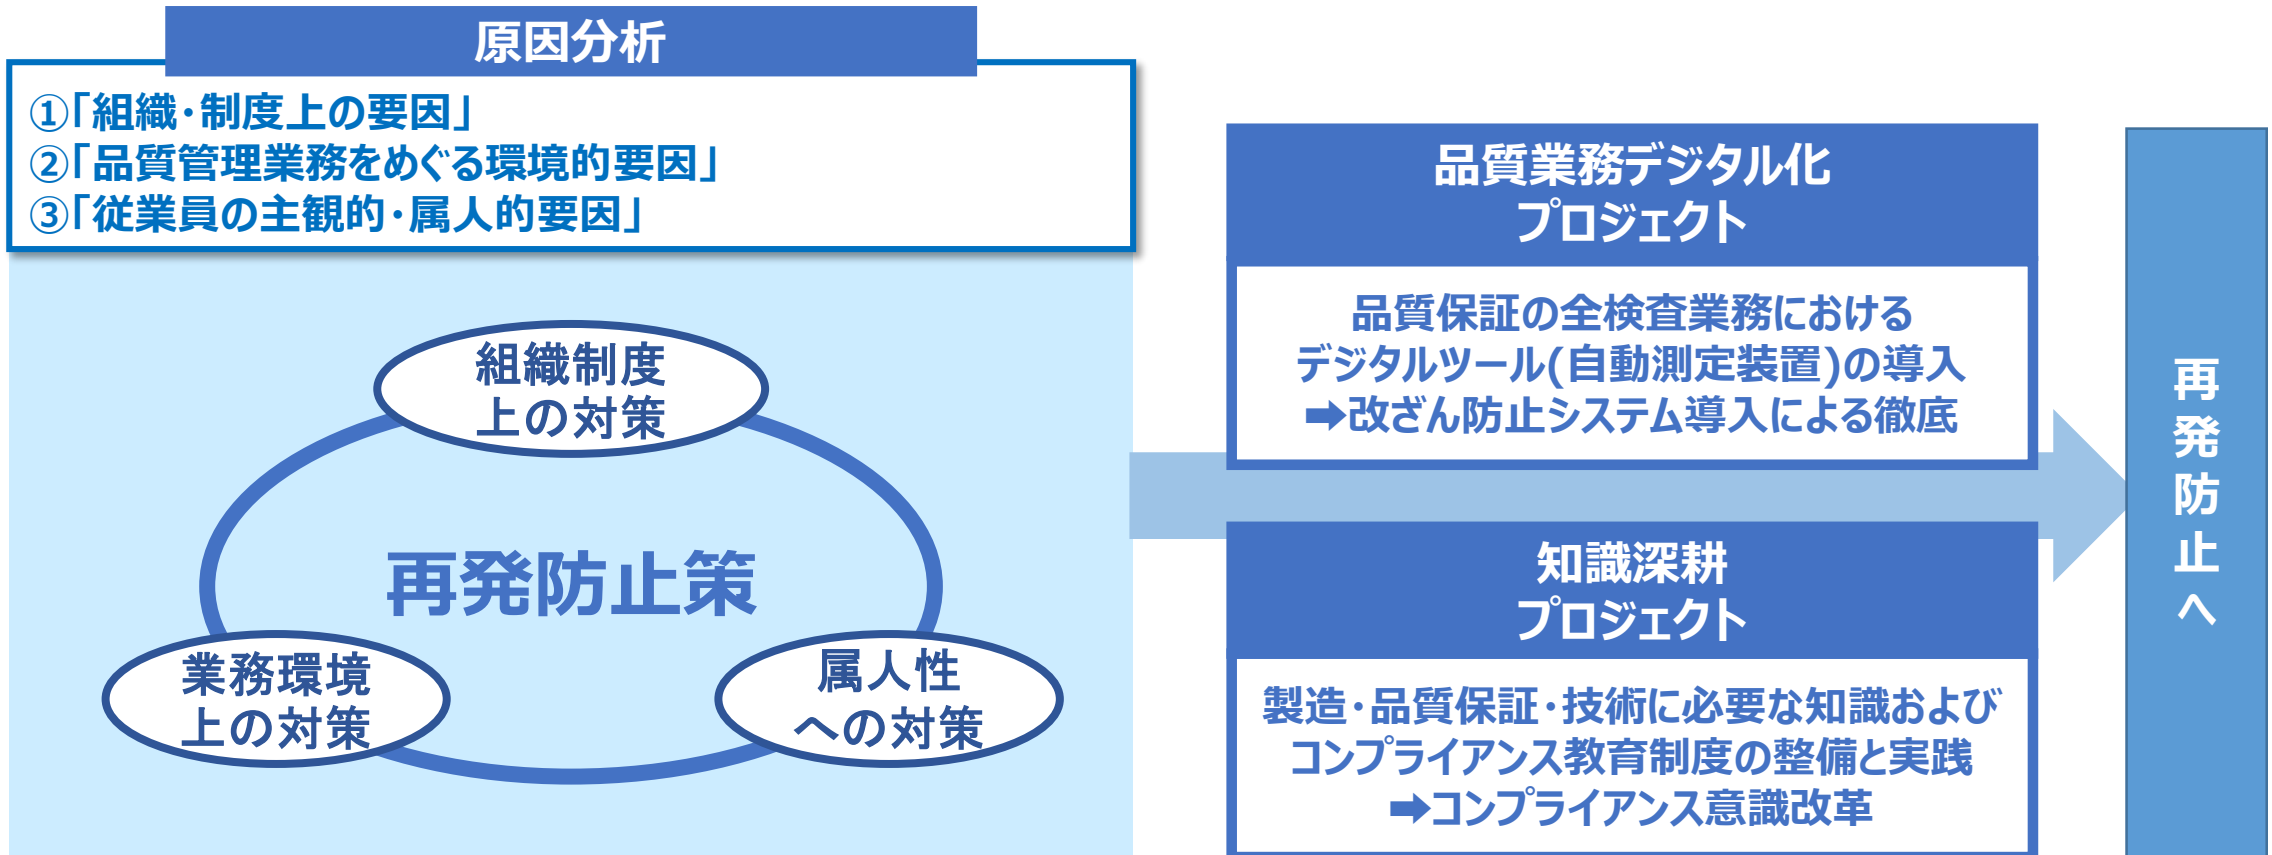 原因分析
①「組織・制度上の要因」
②「品質管理業務をめぐる環境的要因」
③「従業員の主観的・属人的要因」
組織制度
上の対策
再発防止策
業務環境
上の対策
属人性
への対策
品質業務デジタル化
プロジェクト
品質保証の全検査業務における
デジタルツール(自動測定装置)の導入
➡改ざん防止システム導入による徹底
知識深耕
プロジェクト
製造・品質保証・技術に必要な知識および
コンプライアンス教育制度の整備と実践
➡コンプライアンス意識改革
再発防止へ